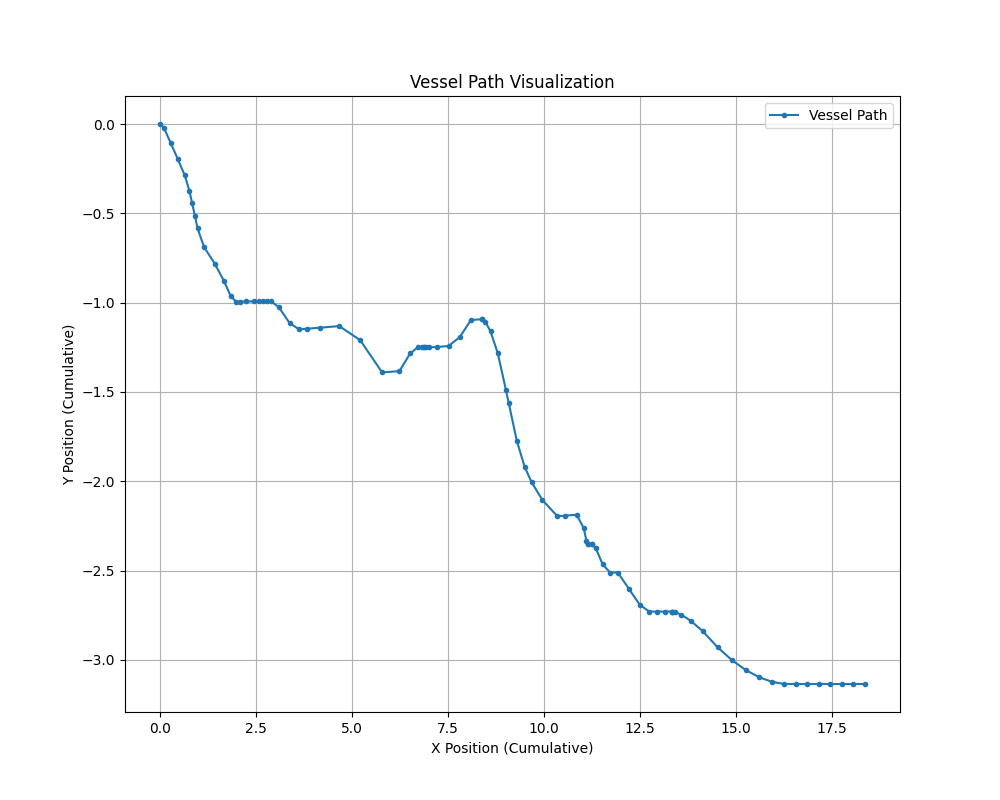 Vessel Path Visualization
Vessel Path
0.0
−0.5
−1.0
−1.5
−2.0
−2.5
−3.0
Y Position (Cumulative)
0.0 2.5 5.0 7.5 10.0 12.5 15.0 17.5
X Position (Cumulative)